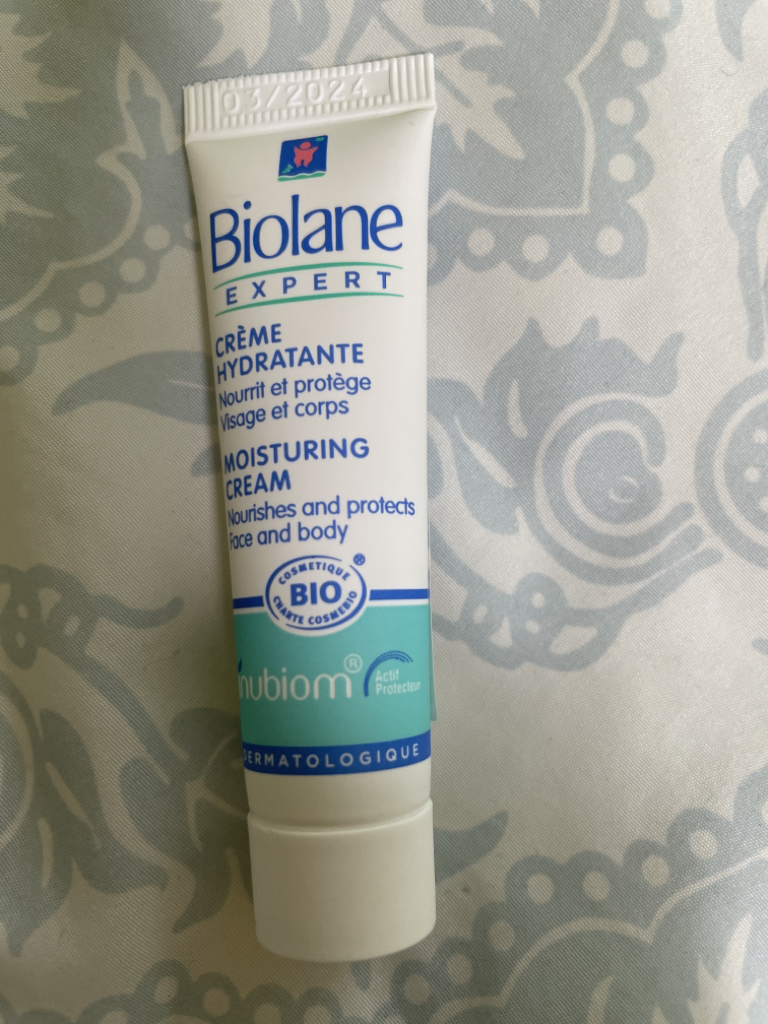 03/2024
Biolane
EXPERT
CRÈME
HYDRATANTE
Nourrit et protège
Visage et corps
MOISTURING
CREAM
Nourishes and protects
Face and body
COSMETIQUE
BIO®
CHARTE COSMEBIO
nubiom®
Actif
Protecteur
DERMATOLOGIQUE